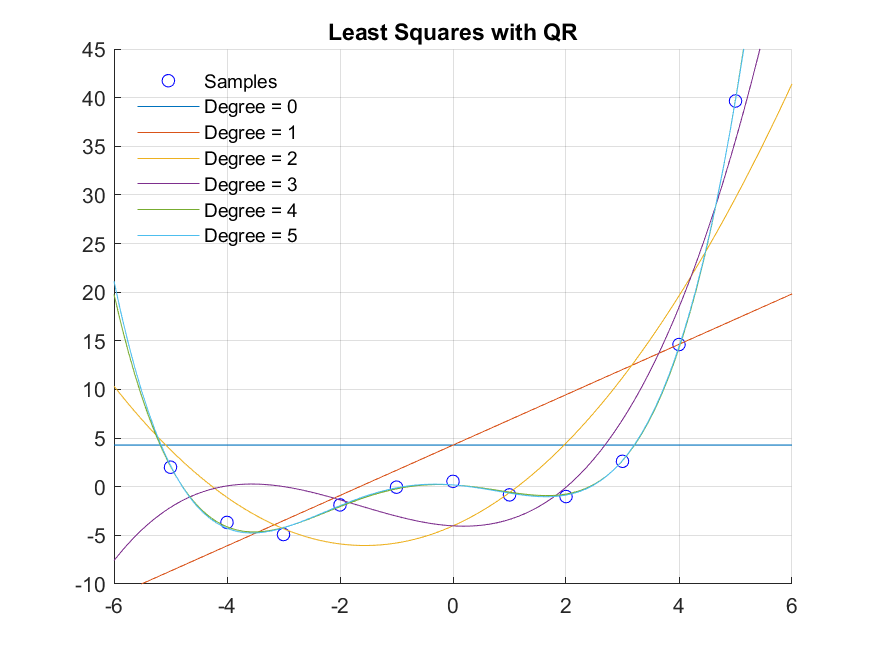 Least Squares with QR
45
40
35
30
25
20
15
10
5
0
-5
-10
Samples
Degree = 0
Degree = 1
Degree = 2
Degree = 3
Degree = 4
Degree = 5
-6 -4 -2 0 2 4 6